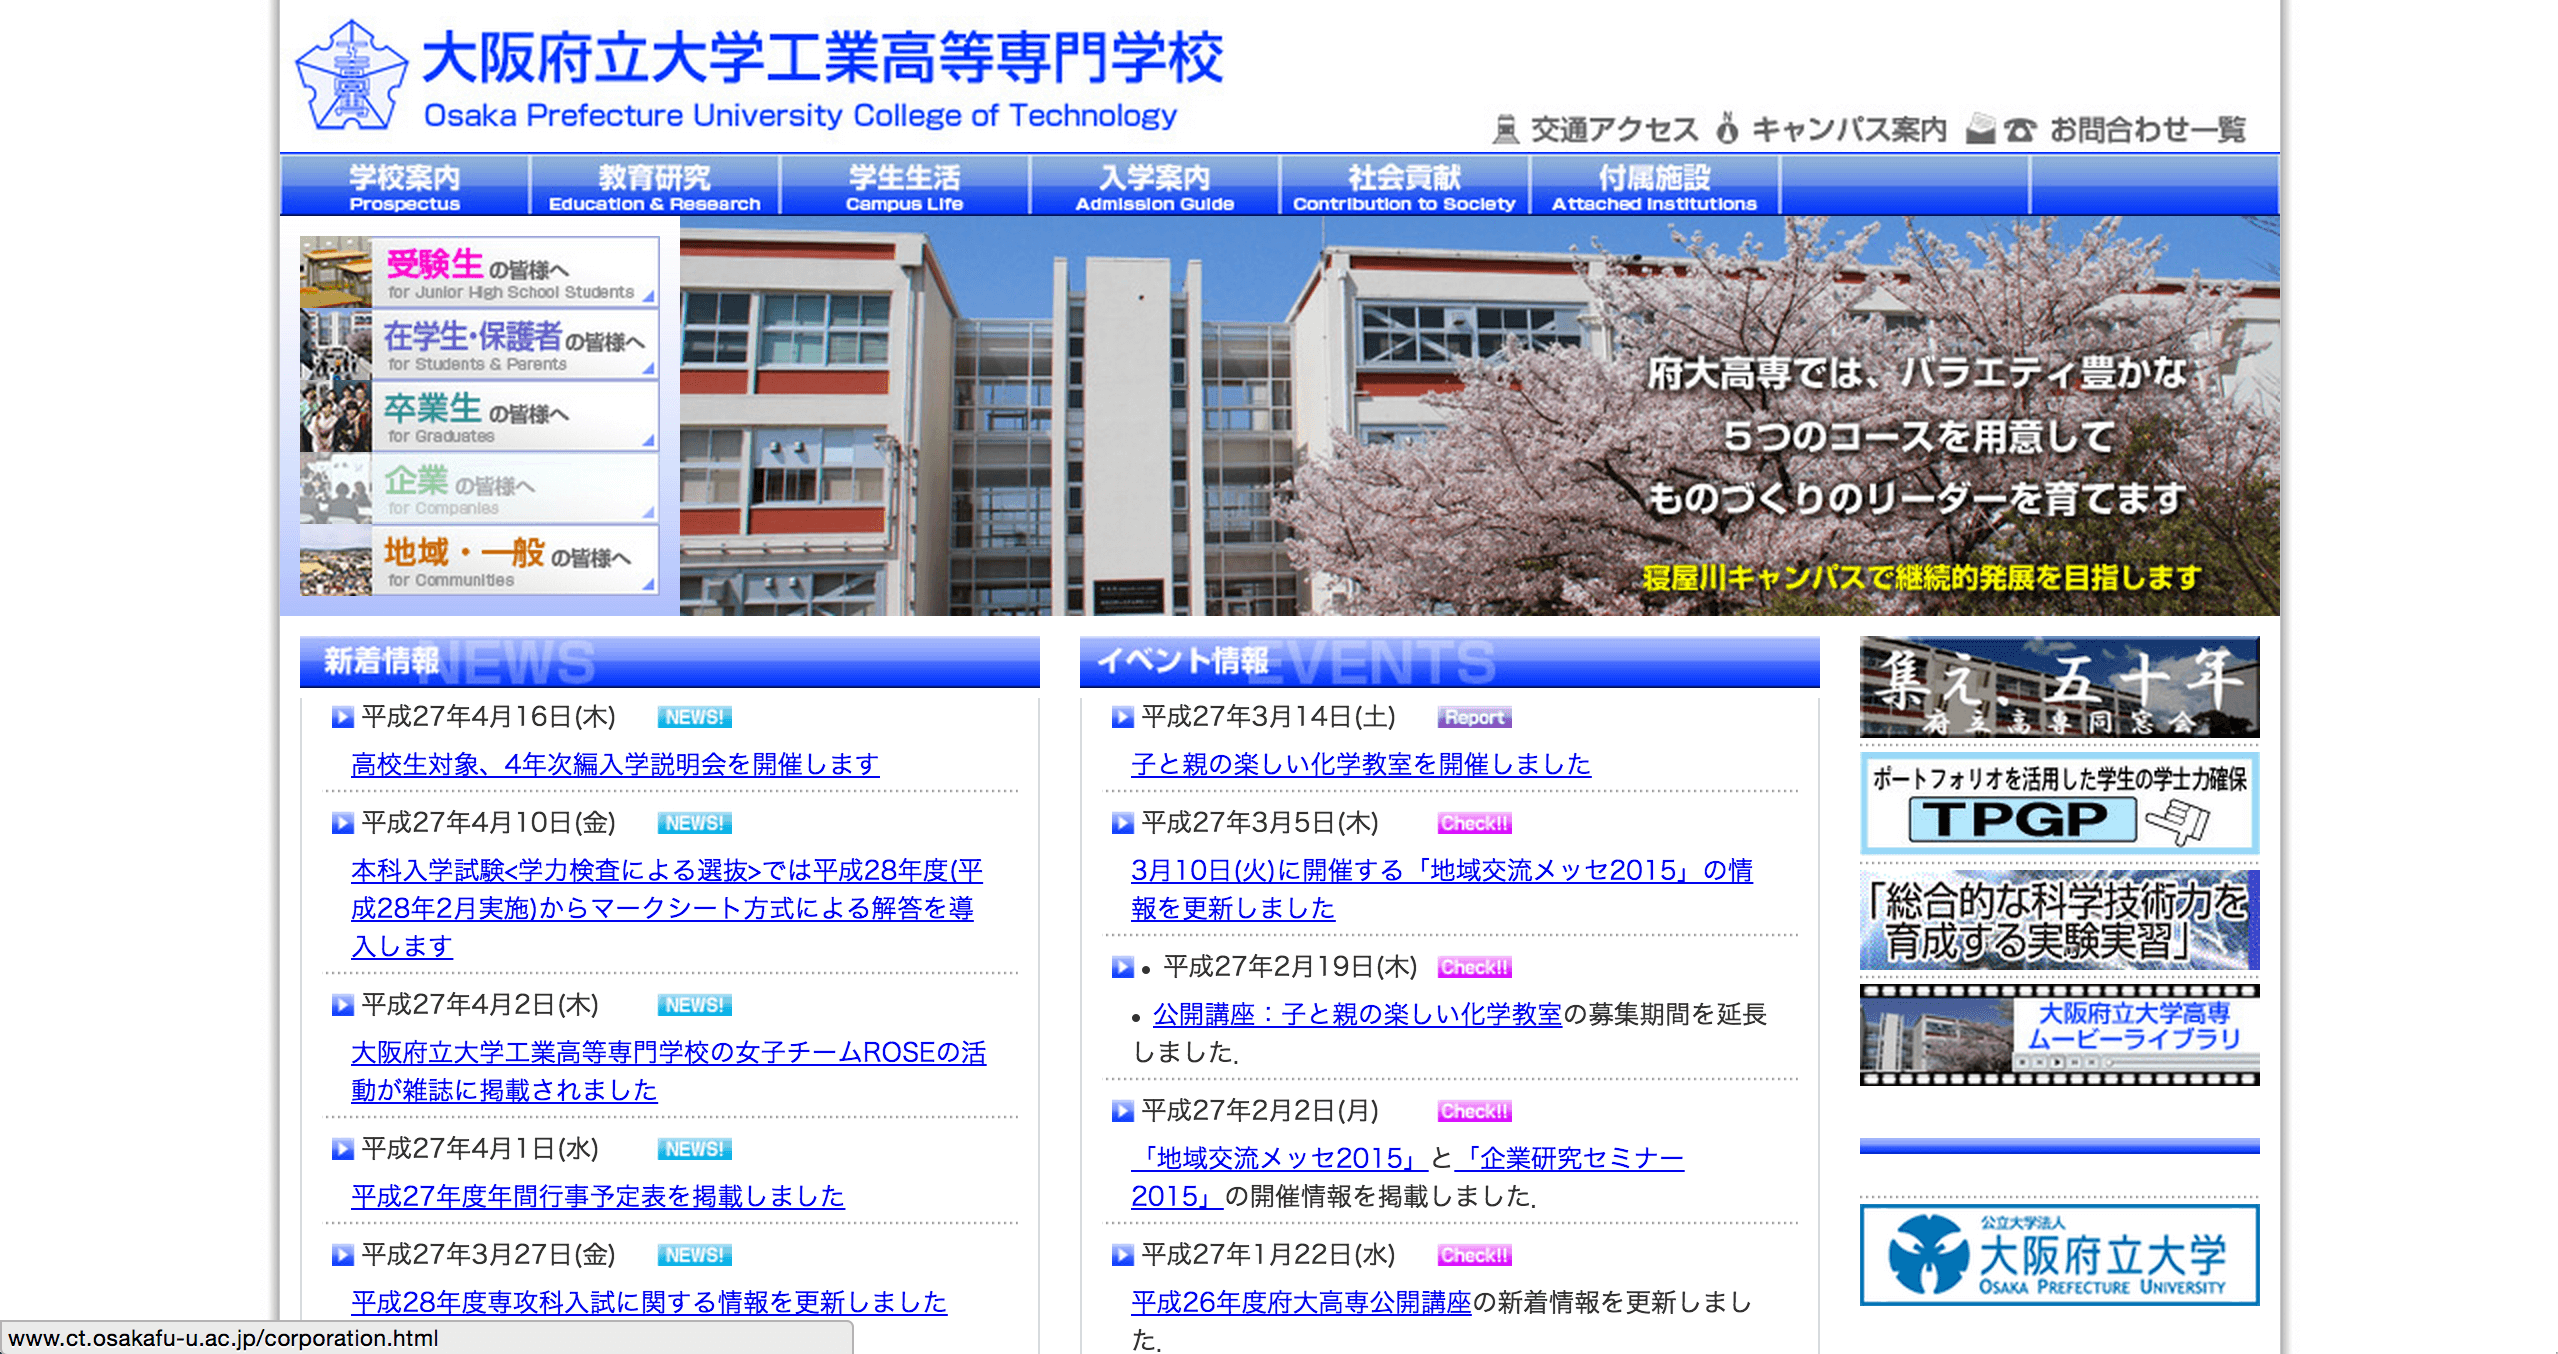 大阪府立大学工業高等専門学校
Osaka Prefecture University College of Technology
交通アクセス
N
キャンパス案内
お問合わせ一覧
学校案内
Prospectus
教育研究
Education & Research
学生生活
Campus Life
入学案内
Admission Guide
社会貢献
Contribution to Society
付属施設
Attached Institutions
受験生の皆様へ
for Junior High School Students
在学生・保護者の皆様へ
for Students & Parents
卒業生の皆様へ
for Graduates
企業の皆様へ
for Companies
地域・一般の皆様へ
for Communities
府大高専では、バラエティ豊かな
5つのコースを用意して
ものづくりのリーダーを育てます
寝屋川キャンパスで継続的発展を目指します
新着情報 NEWS
平成27年4月16日(木) NEWS!
高校生対象、4年次編入学説明会を開催します
平成27年4月10日(金) NEWS!
本科入学試験<学力検査による選抜>では平成28年度(平
成28年2月実施)からマークシート方式による解答を導
入します
平成27年4月2日(木) NEWS!
大阪府立大学工業高等専門学校の女子チームROSEの活
動が雑誌に掲載されました
平成27年4月1日(水) NEWS!
平成27年度年間行事予定表を掲載しました
平成27年3月27日(金) NEWS!
平成28年度専攻科入試に関する情報を更新しました
イベント情報 EVENTS
平成27年3月14日(土) Report
子と親の楽しい化学教室を開催しました
平成27年3月5日(木) Check!!
3月10日(火)に開催する「地域交流メッセ2015」の情
報を更新しました
• 平成27年2月19日(木) Check!!
• 公開講座：子と親の楽しい化学教室の募集期間を延長
しました．
平成27年2月2日(月) Check!!
「地域交流メッセ2015」と「企業研究セミナー
2015」の開催情報を掲載しました．
平成27年1月22日(水) Check!!
平成26年度府大高専公開講座の新着情報を更新しまし
た．
集え、五十年
府立高専同窓会
ポートフォリオを活用した学生の学士力確保
TPGP
「総合的な科学技術力を
育成する実験実習」
大阪府立大学高専
ムービーライブラリ
公立大学法人
大阪府立大学
OSAKA PREFECTURE UNIVERSITY
www.ct.osakafu-u.ac.jp/corporation.html